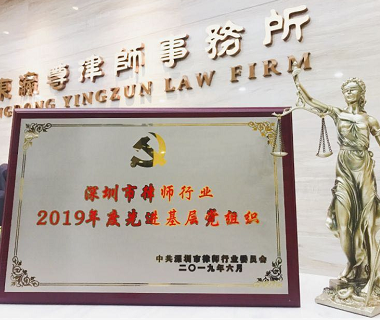 瀛尊律師事務所
GDONG YINGZUN LAW FIRM
深圳市律师行业
2019年度先进基层党组织
中共深圳市律师行业委员会
二〇一九年六月